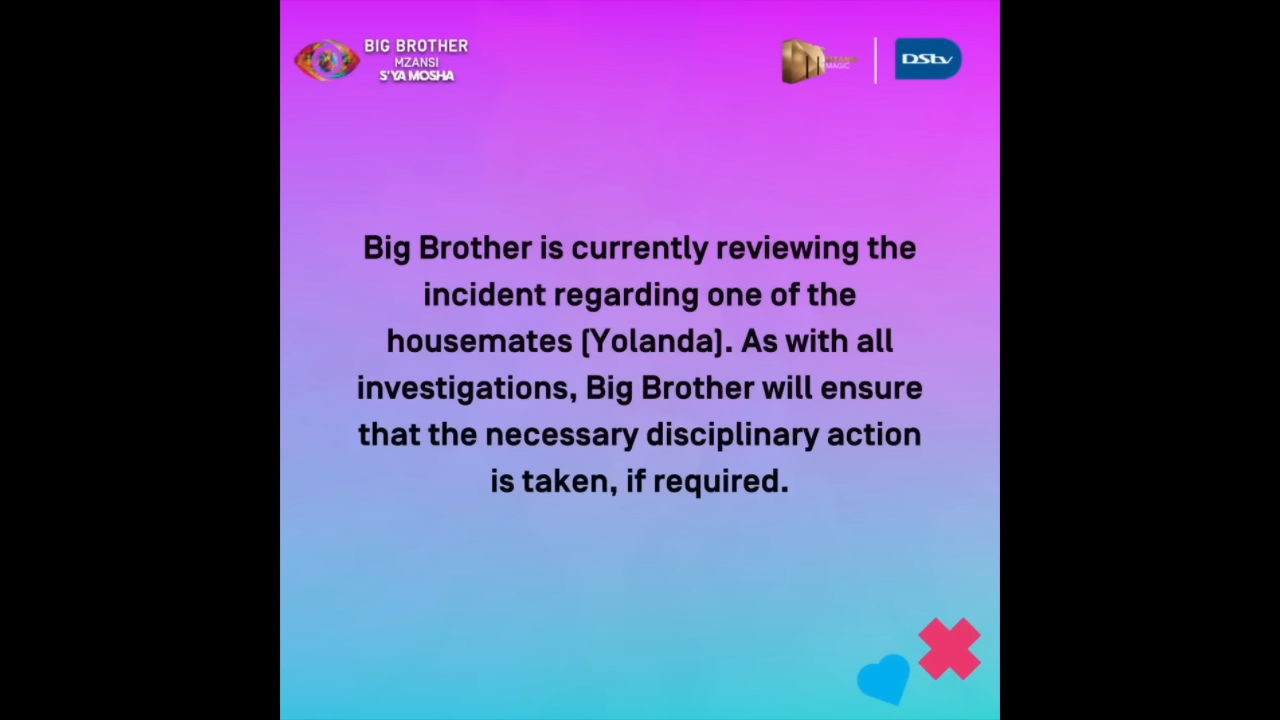 BIG BROTHER
MZANSI
S'YA MOSHA
MAGIC
DStv
Big Brother is currently reviewing the
incident regarding one of the
housemates (Yolanda). As with all
investigations, Big Brother will ensure
that the necessary disciplinary action
is taken, if required.